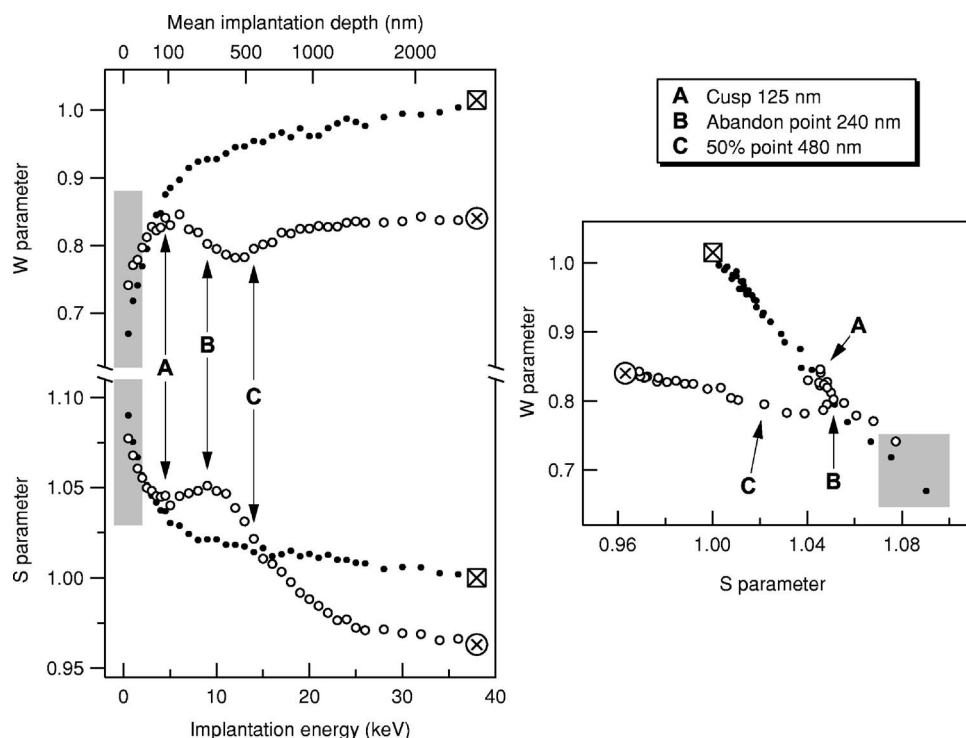 Mean implantation depth (nm)
0 100 500 1000 2000
W parameter
1.0
0.9
0.8
0.7
A
B
C
S parameter
1.10
1.05
1.00
0.95
0 10 20 30 40
Implantation energy (keV)
A Cusp 125 nm
B Abandon point 240 nm
C 50% point 480 nm
W parameter
1.0
0.9
0.8
0.7
A
B
C
0.96 1.00 1.04 1.08
S parameter